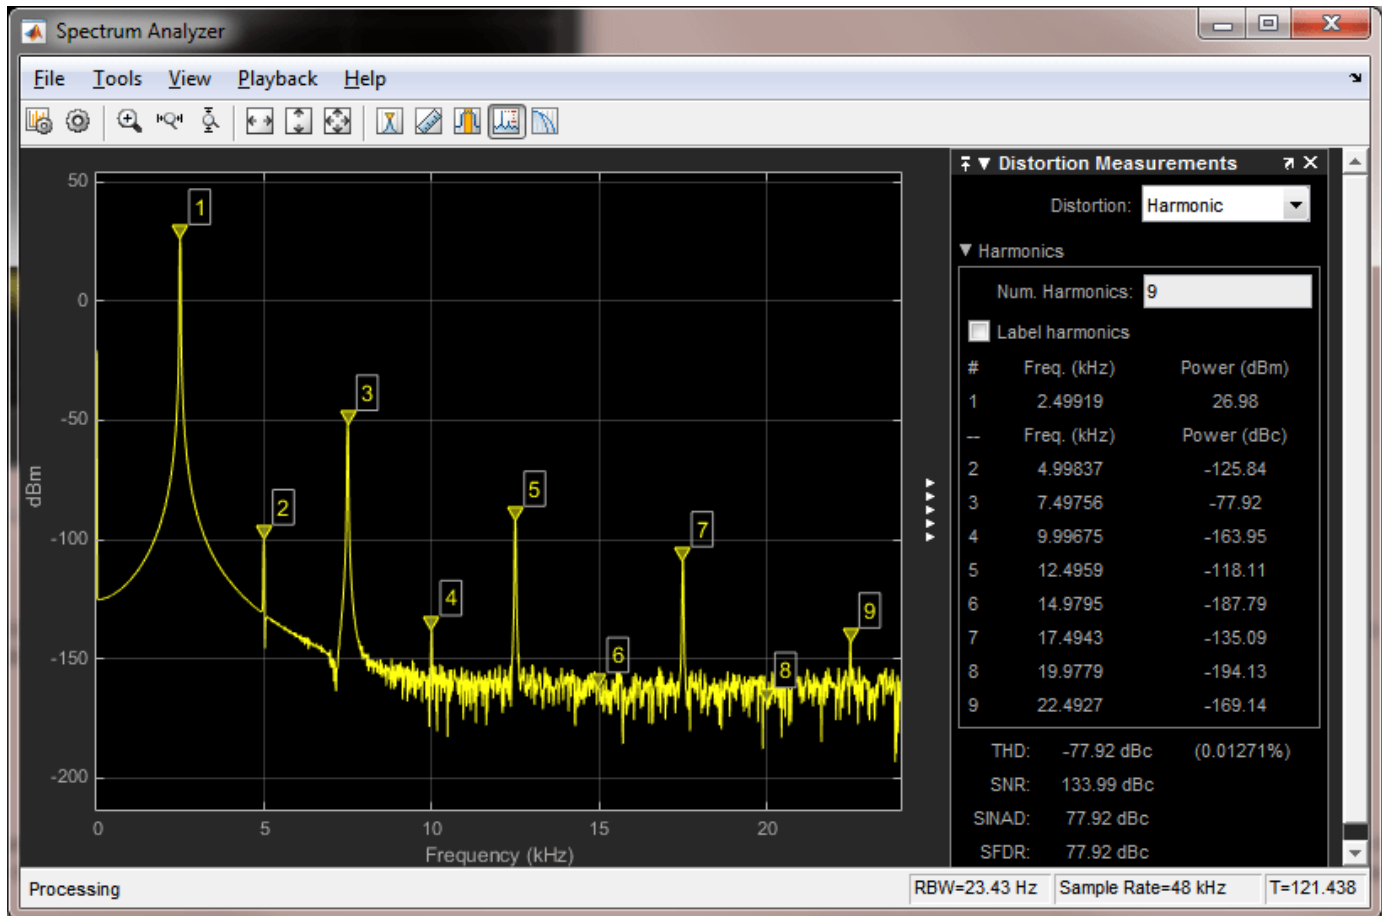 Spectrum Analyzer
File Tools View Playback Help
Distortion Measurements
Distortion: Harmonic
Harmonics
Num. Harmonics: 9
Label harmonics
# Freq. (kHz) Power (dBm)
1 2.49919 26.98
-- Freq. (kHz) Power (dBc)
2 4.99837 -125.84
3 7.49756 -77.92
4 9.99675 -163.95
5 12.4959 -118.11
6 14.9795 -187.79
7 17.4943 -135.09
8 19.9779 -194.13
9 22.4927 -169.14
THD: -77.92 dBc (0.01271%)
SNR: 133.99 dBc
SINAD: 77.92 dBc
SFDR: 77.92 dBc
50
0
-50
-100
-150
-200
dBm
1
2
3
4
5
6
7
8
9
0 5 10 15 20
Frequency (kHz)
Processing
RBW=23.43 Hz Sample Rate=48 kHz T=121.438